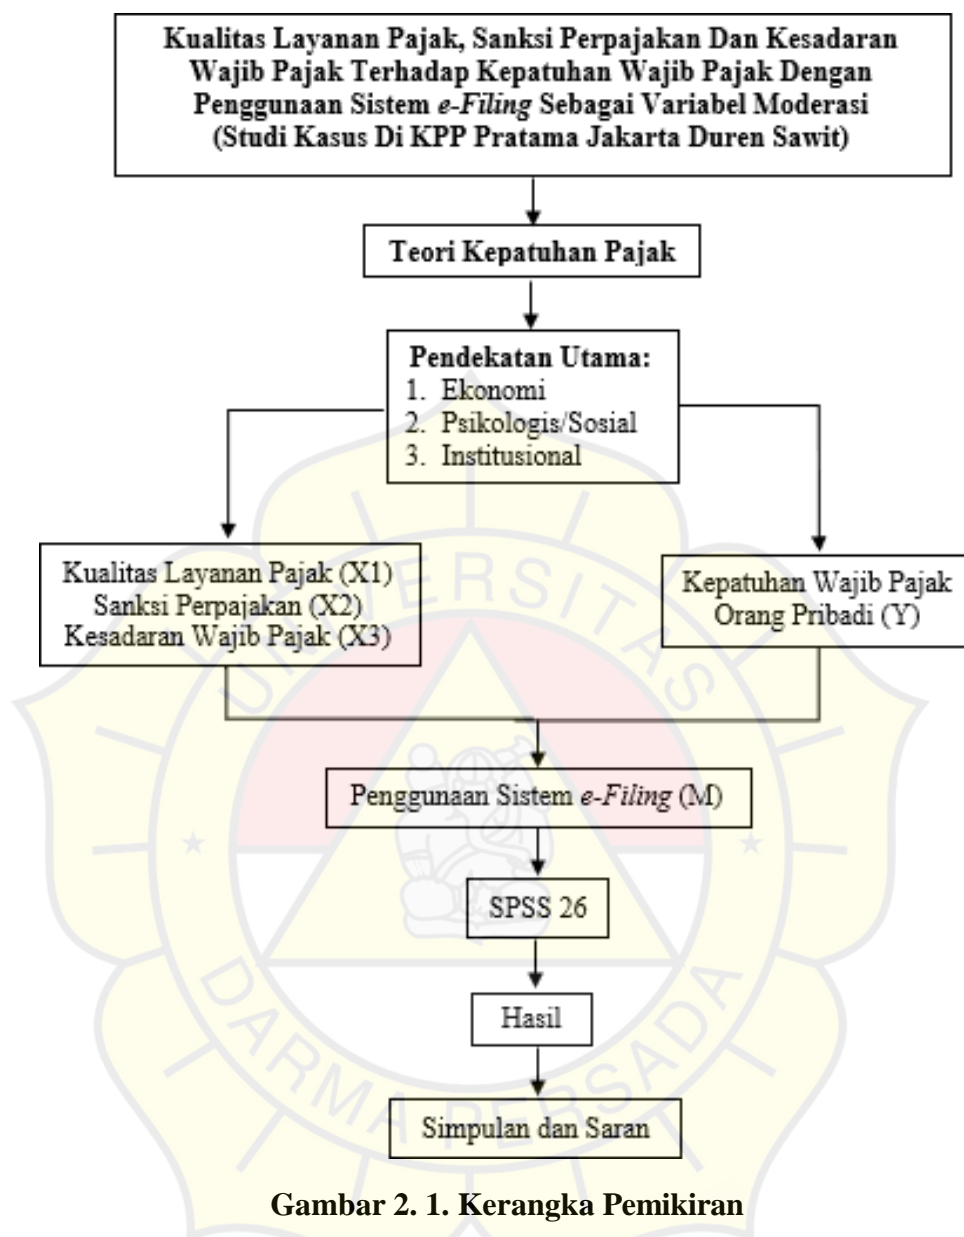 Kualitas Layanan Pajak, Sanksi Perpajakan Dan Kesadaran
Wajib Pajak Terhadap Kepatuhan Wajib Pajak Dengan
Penggunaan Sistem e-Filing Sebagai Variabel Moderasi
(Studi Kasus Di KPP Pratama Jakarta Duren Sawit)
Teori Kepatuhan Pajak
Pendekatan Utama:
1. Ekonomi
2. Psikologis/Sosial
3. Institusional
Kualitas Layanan Pajak (X1)
Sanksi Perpajakan (X2)
Kesadaran Wajib Pajak (X3)
Kepatuhan Wajib Pajak
Orang Pribadi (Y)
Penggunaan Sistem e-Filing (M)
SPSS 26
Hasil
Simpulan dan Saran
Gambar 2. 1. Kerangka Pemikiran
UNIVERSITAS
DARMA PERSADA